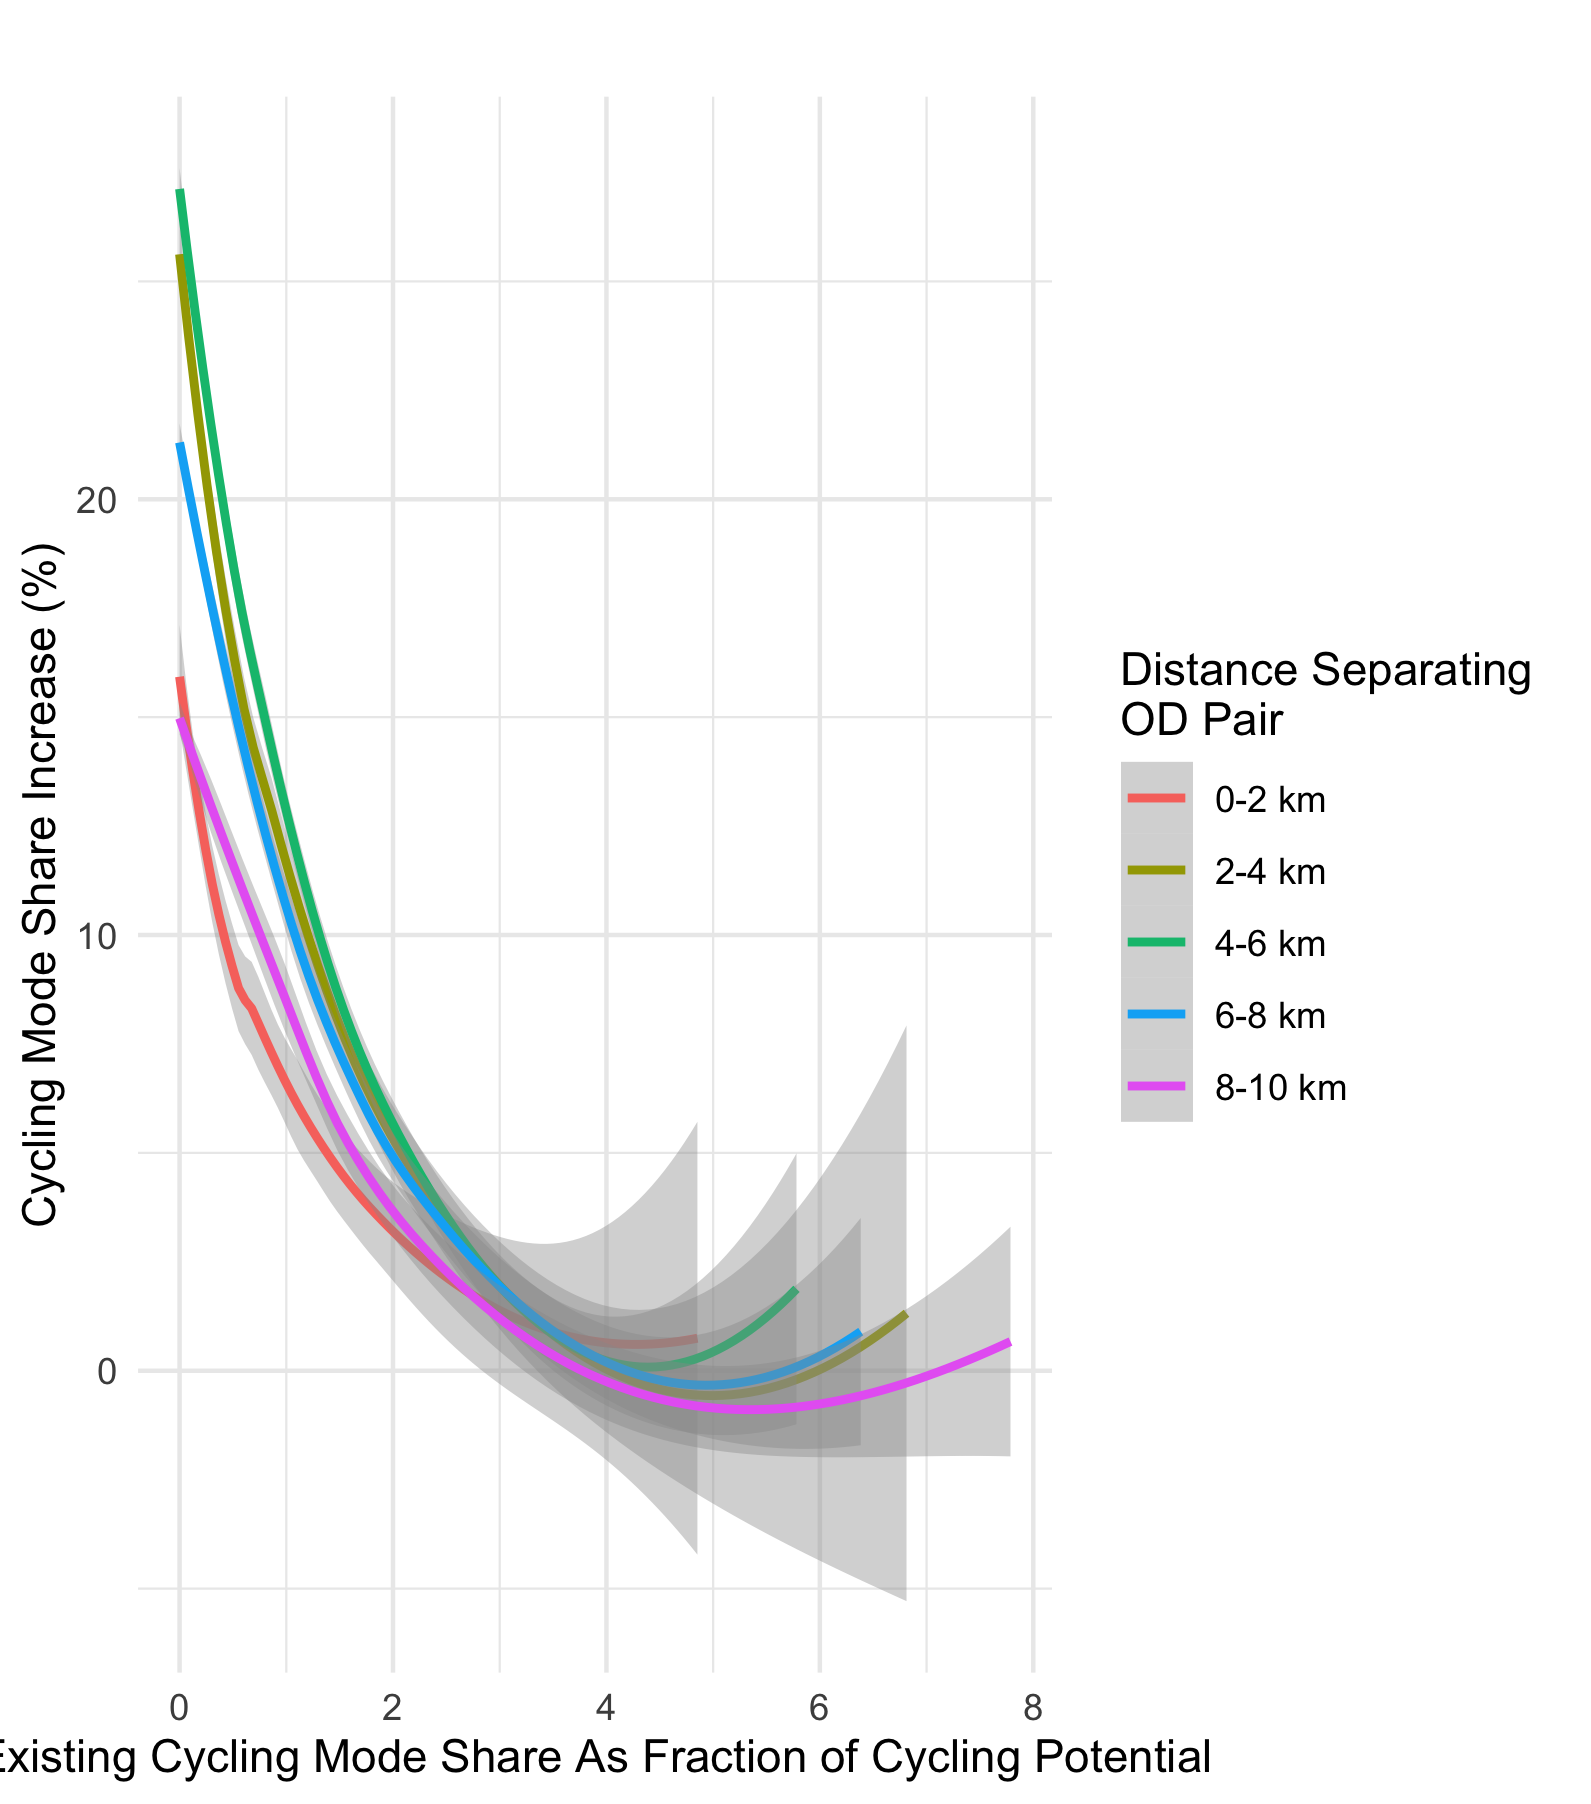 Cycling Mode Share Increase (%)
20
10
0
0 2 4 6 8
Existing Cycling Mode Share As Fraction of Cycling Potential
Distance Separating
OD Pair
0-2 km
2-4 km
4-6 km
6-8 km
8-10 km